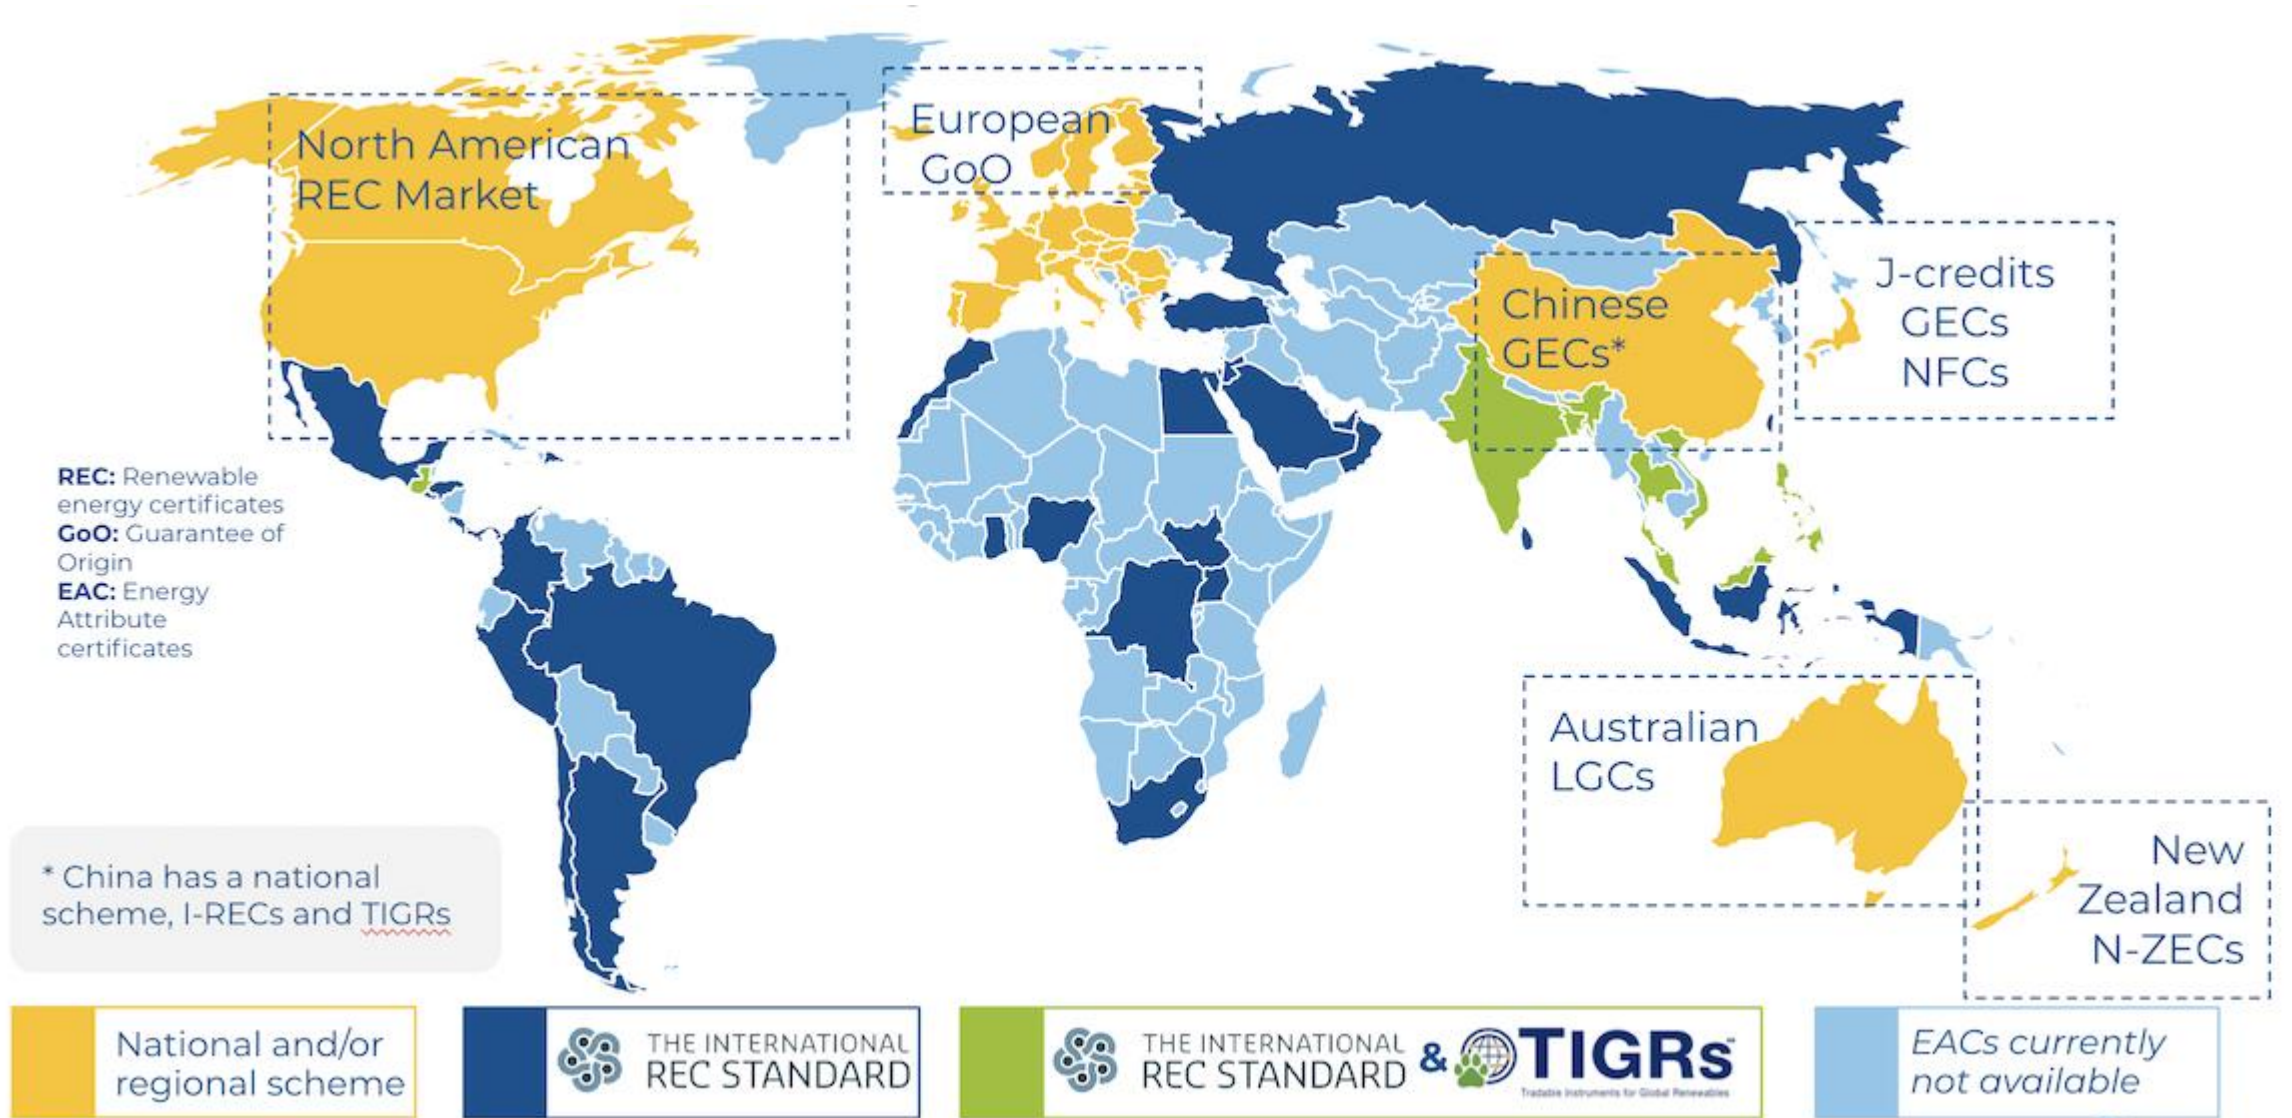 North American
REC Market
European
GoO
J-credits
GECs
NFCs
Chinese
GECs*
REC: Renewable
energy certificates
GoO: Guarantee of
Origin
EAC: Energy
Attribute
certificates
Australian
LGCs
New
Zealand
N-ZECs
* China has a national
scheme, I-RECs and TIGRs
National and/or
regional scheme
THE INTERNATIONAL
REC STANDARD
THE INTERNATIONAL
REC STANDARD
&
TIGRs™
Tradable Instruments for Global Renewables
EACs currently
not available